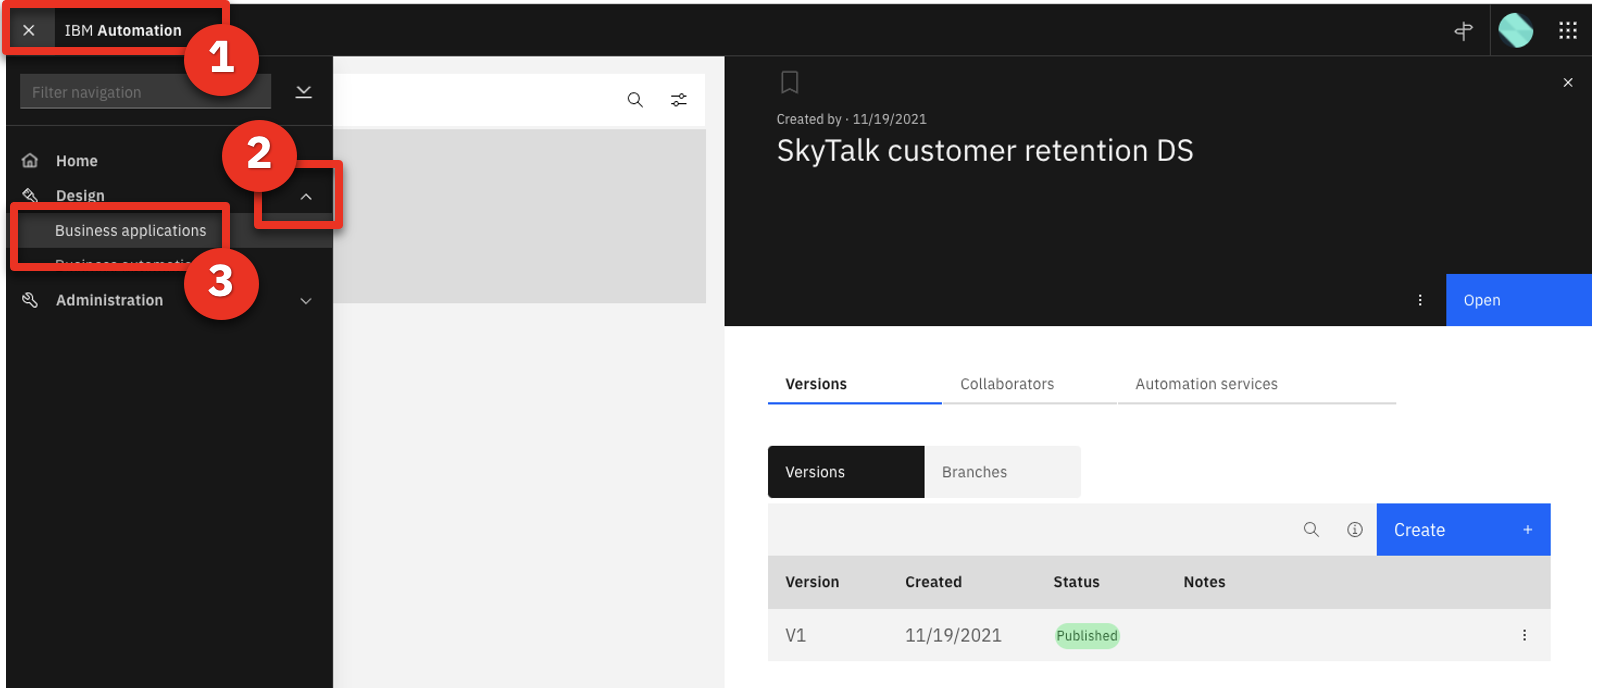 IBM Automation
1
Filter navigation
2
Home
Design
Business applications
Business
3
Administration
Created by · 11/19/2021
SkyTalk customer retention DS
Open
Versions
Collaborators
Automation services
Versions
Branches
Create +
Version Created Status Notes
V1 11/19/2021 Published